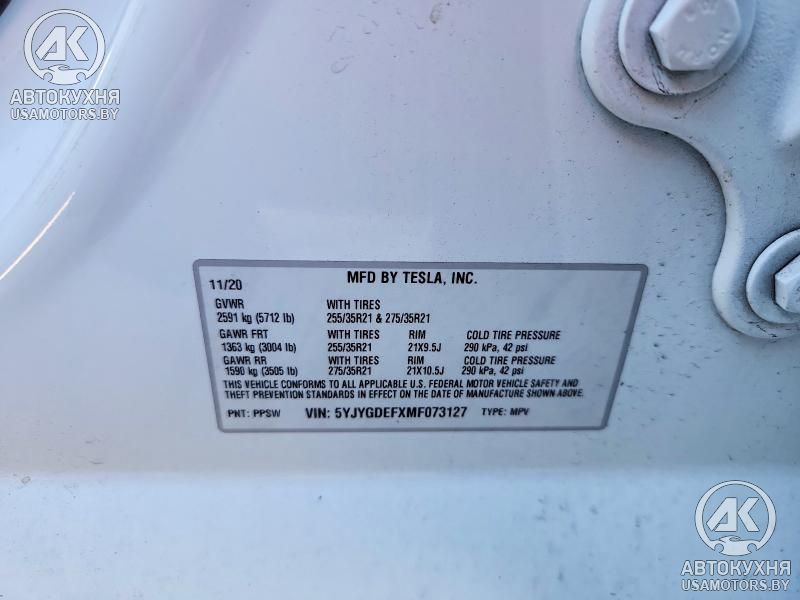 AK
АВТОКУХНЯ
USAMOTORS.BY
11/20 MFD BY TESLA, INC.
GVWR WITH TIRES
2591 kg (5712 lb) 255/35R21 & 275/35R21
GAWR FRT WITH TIRES RIM COLD TIRE PRESSURE
1363 kg (3004 lb) 255/35R21 21X9.5J 290 kPa, 42 psi
GAWR RR WITH TIRES RIM COLD TIRE PRESSURE
1590 kg (3505 lb) 275/35R21 21X10.5J 290 kPa, 42 psi
THIS VEHICLE CONFORMS TO ALL APPLICABLE U.S. FEDERAL MOTOR VEHICLE SAFETY AND
THEFT PREVENTION STANDARDS IN EFFECT ON THE DATE OF MANUFACTURE SHOWN ABOVE.
PNT: PPSW VIN: 5YJYGDEFXMF073127 TYPE: MPV
AK
АВТОКУХНЯ
USAMOTORS.BY